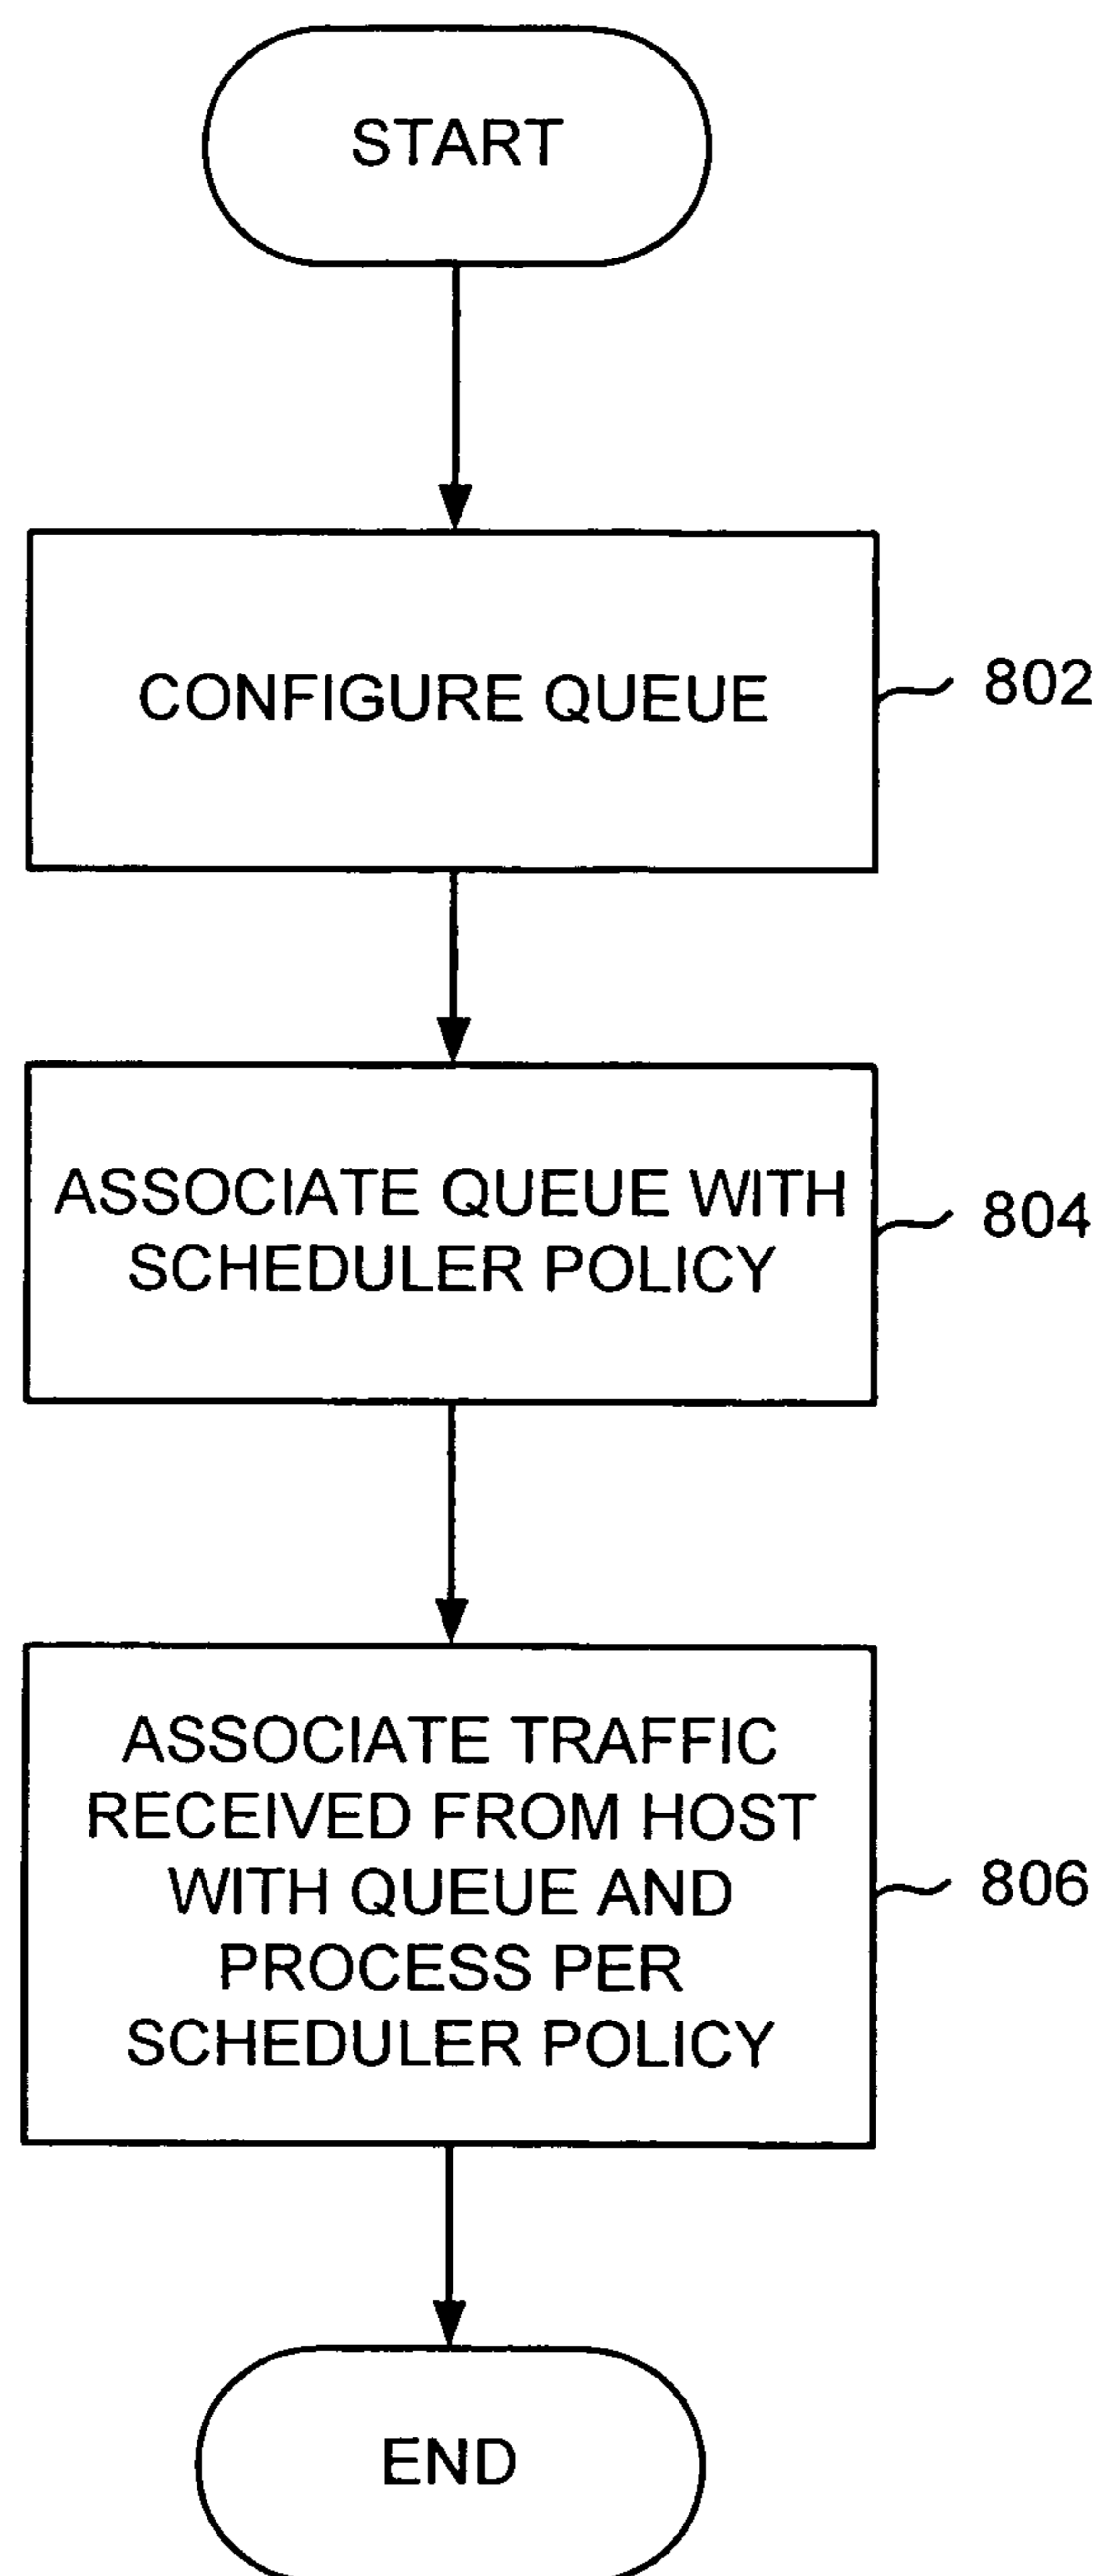 START
CONFIGURE QUEUE
802
ASSOCIATE QUEUE WITH
SCHEDULER POLICY
804
ASSOCIATE TRAFFIC
RECEIVED FROM HOST
WITH QUEUE AND
PROCESS PER
SCHEDULER POLICY
806
END